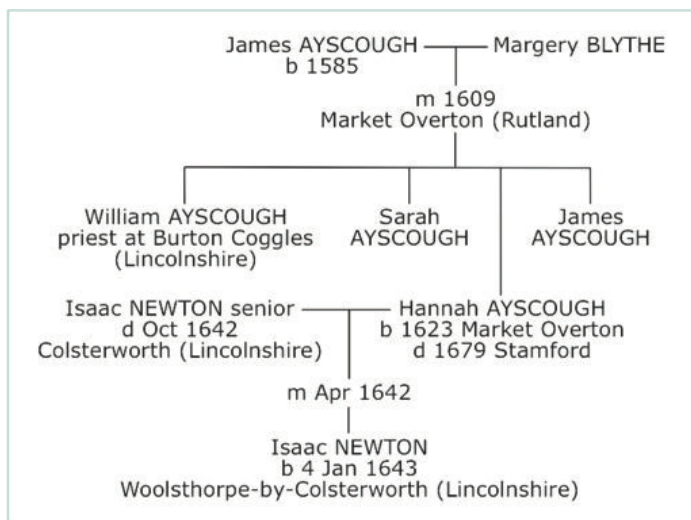 James AYSCOUGH
b 1585
Margery BLYTHE
m 1609
Market Overton (Rutland)
William AYSCOUGH
priest at Burton Coggles
(Lincolnshire)
Sarah
AYSCOUGH
James
AYSCOUGH
Isaac NEWTON senior
d Oct 1642
Colsterworth (Lincolnshire)
Hannah AYSCOUGH
b 1623 Market Overton
d 1679 Stamford
m Apr 1642
Isaac NEWTON
b 4 Jan 1643
Woolsthorpe-by-Colsterworth (Lincolnshire)